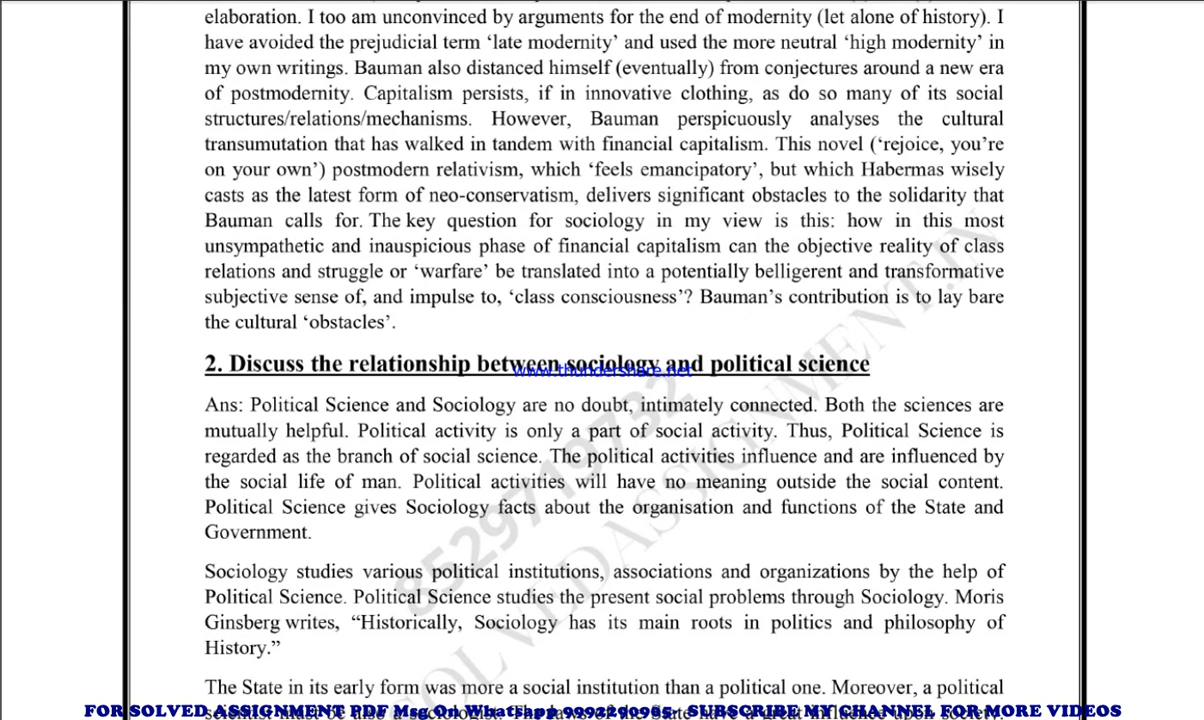 elaboration. I too am unconvinced by arguments for the end of modernity (let alone of history). I
have avoided the prejudicial term ‘late modernity’ and used the more neutral ‘high modernity’ in
my own writings. Bauman also distanced himself (eventually) from conjectures around a new era
of postmodernity. Capitalism persists, if in innovative clothing, as do so many of its social
structures/relations/mechanisms. However, Bauman perspicuously analyses the cultural
transumutation that has walked in tandem with financial capitalism. This novel (‘rejoice, you’re
on your own’) postmodern relativism, which ‘feels emancipatory’, but which Habermas wisely
casts as the latest form of neo-conservatism, delivers significant obstacles to the solidarity that
Bauman calls for. The key question for sociology in my view is this: how in this most
unsympathetic and inauspicious phase of financial capitalism can the objective reality of class
relations and struggle or ‘warfare’ be translated into a potentially belligerent and transformative
subjective sense of, and impulse to, ‘class consciousness’? Bauman’s contribution is to lay bare
the cultural ‘obstacles’.
2. Discuss the relationship between sociology and political science
www.thundershare.net
Ans: Political Science and Sociology are no doubt, intimately connected. Both the sciences are
mutually helpful. Political activity is only a part of social activity. Thus, Political Science is
regarded as the branch of social science. The political activities influence and are influenced by
the social life of man. Political activities will have no meaning outside the social content.
Political Science gives Sociology facts about the organisation and functions of the State and
Government.
Sociology studies various political institutions, associations and organizations by the help of
Political Science. Political Science studies the present social problems through Sociology. Moris
Ginsberg writes, “Historically, Sociology has its main roots in politics and philosophy of
History.”
The State in its early form was more a social institution than a political one. Moreover, a political
FOR SOLVED ASSIGNMENT PDF Msg On Whatsapp 9992290995- SUBSCRIBE MY CHANNEL FOR MORE VIDEOS
8529719732
SOLVEDASSIGNMENT.IN